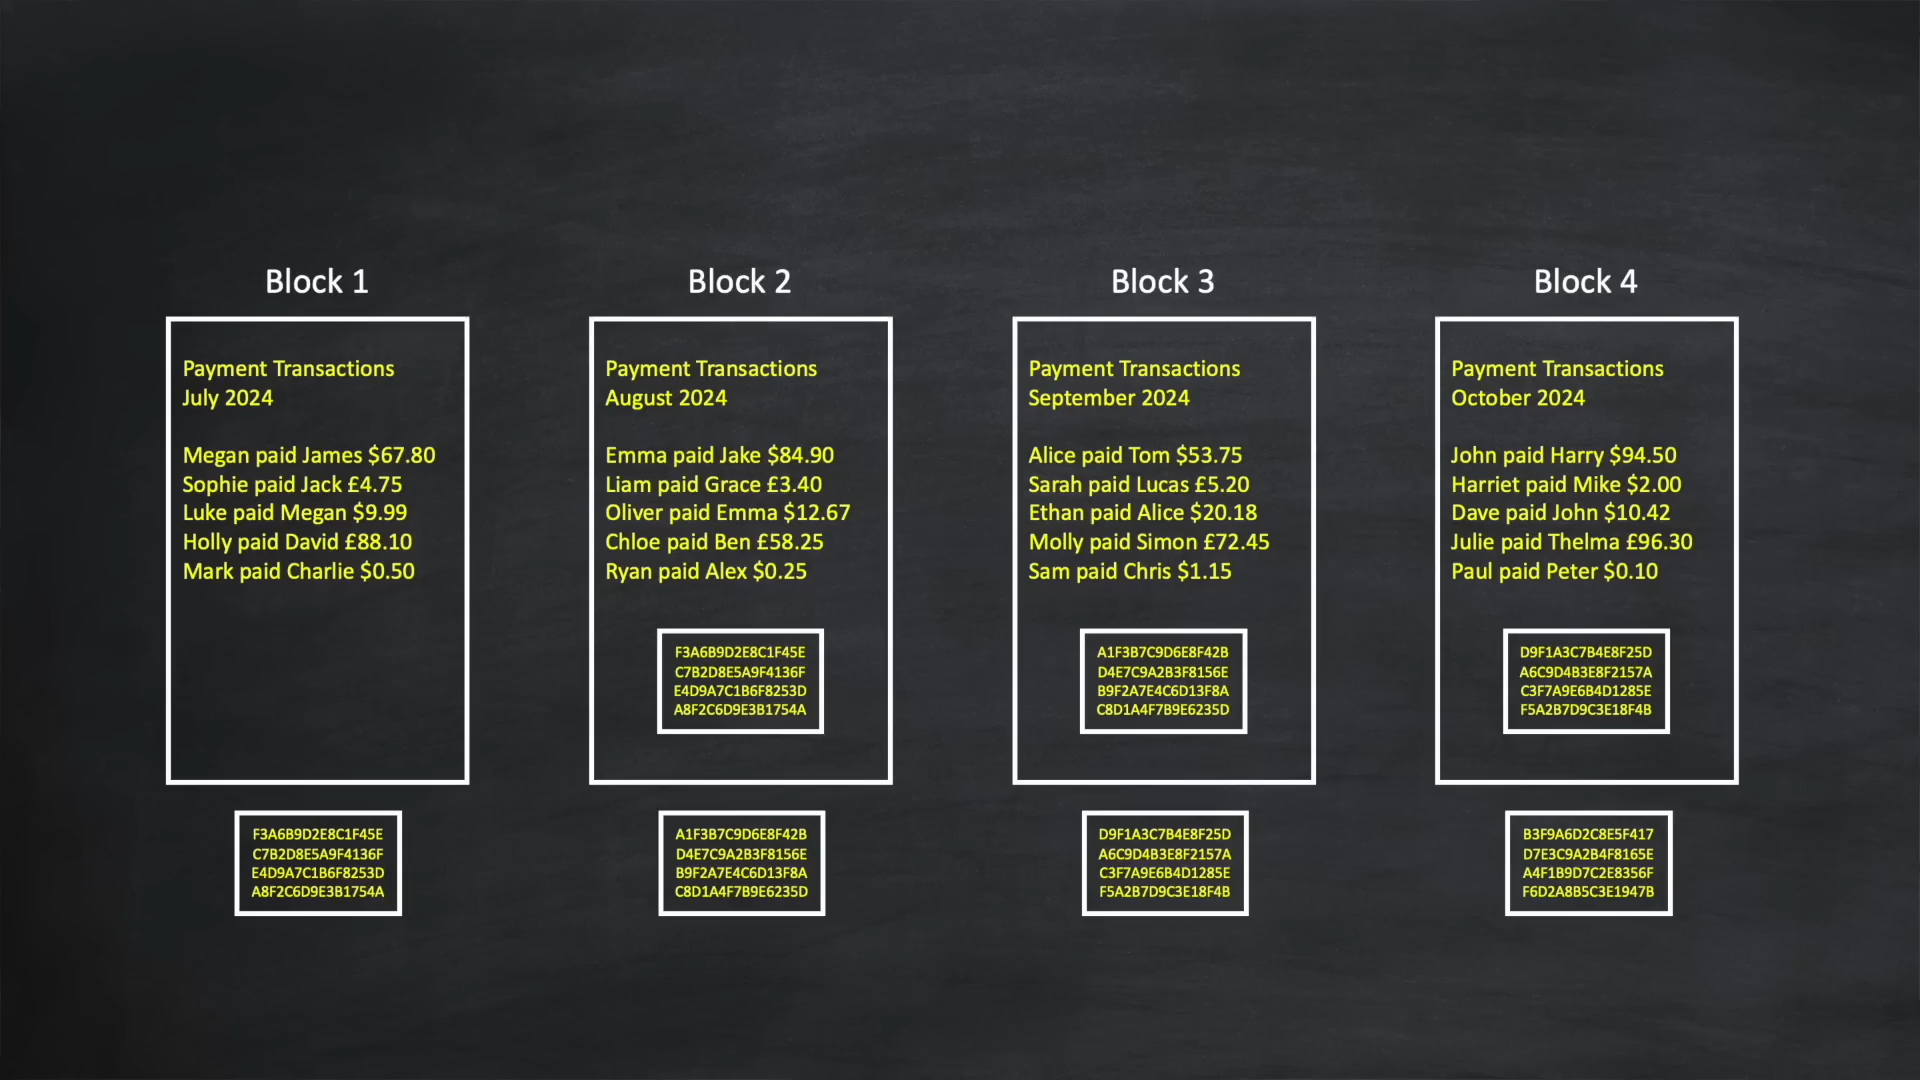 Block 1
Payment Transactions
July 2024
Megan paid James $67.80
Sophie paid Jack £4.75
Luke paid Megan $9.99
Holly paid David £88.10
Mark paid Charlie $0.50
F3A6B9D2E8C1F45E
C7B2D8E5A9F4136F
E4D9A7C1B6F8253D
A8F2C6D9E3B1754A
Block 2
Payment Transactions
August 2024
Emma paid Jake $84.90
Liam paid Grace £3.40
Oliver paid Emma $12.67
Chloe paid Ben £58.25
Ryan paid Alex $0.25
F3A6B9D2E8C1F45E
C7B2D8E5A9F4136F
E4D9A7C1B6F8253D
A8F2C6D9E3B1754A
A1F3B7C9D6E8F42B
D4E7C9A2B3F8156E
B9F2A7E4C6D13F8A
C8D1A4F7B9E6235D
Block 3
Payment Transactions
September 2024
Alice paid Tom $53.75
Sarah paid Lucas £5.20
Ethan paid Alice $20.18
Molly paid Simon £72.45
Sam paid Chris $1.15
A1F3B7C9D6E8F42B
D4E7C9A2B3F8156E
B9F2A7E4C6D13F8A
C8D1A4F7B9E6235D
D9F1A3C7B4E8F25D
A6C9D4B3E8F2157A
C3F7A9E6B4D1285E
F5A2B7D9C3E18F4B
Block 4
Payment Transactions
October 2024
John paid Harry $94.50
Harriet paid Mike $2.00
Dave paid John $10.42
Julie paid Thelma £96.30
Paul paid Peter $0.10
D9F1A3C7B4E8F25D
A6C9D4B3E8F2157A
C3F7A9E6B4D1285E
F5A2B7D9C3E18F4B
B3F9A6D2C8E5F417
D7E3C9A2B4F8165E
A4F1B9D7C2E8356F
F6D2A8B5C3E1947B